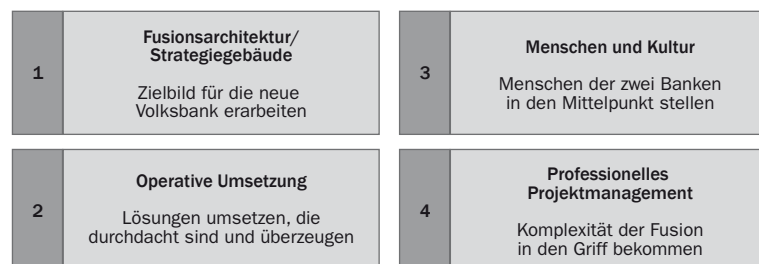 1
Fusionsarchitektur/
Strategiegebäude
Zielbild für die neue
Volksbank erarbeiten
2
Operative Umsetzung
Lösungen umsetzen, die
durchdacht sind und überzeugen
3
Menschen und Kultur
Menschen der zwei Banken
in den Mittelpunkt stellen
4
Professionelles
Projektmanagement
Komplexität der Fusion
in den Griff bekommen